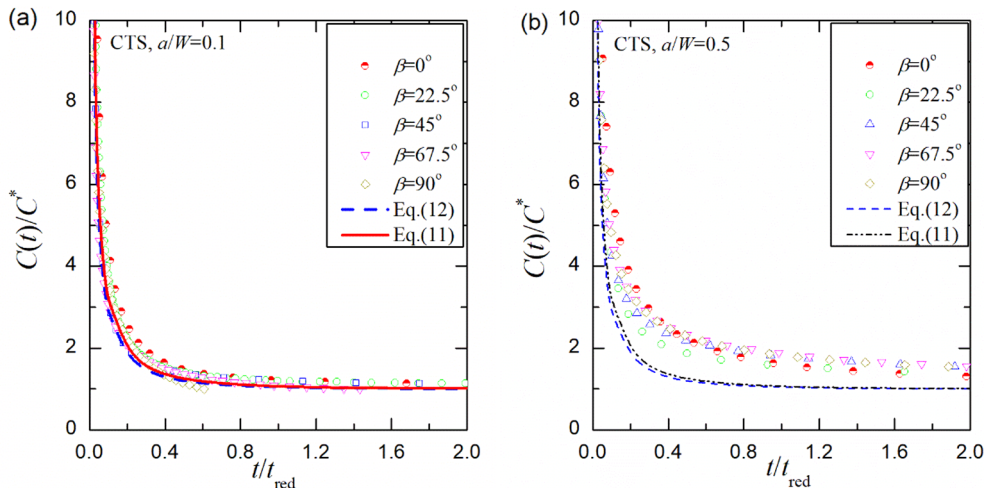 (a)
CTS, a/W=0.1
β=0°
β=22.5°
β=45°
β=67.5°
β=90°
Eq.(12)
Eq.(11)
C(t)/C*
10
8
6
4
2
0
0.0 0.4 0.8 1.2 1.6 2.0
t/t_red
(b)
CTS, a/W=0.5
β=0°
β=22.5°
β=45°
β=67.5°
β=90°
Eq.(12)
Eq.(11)
C(t)/C*
10
8
6
4
2
0
0.0 0.4 0.8 1.2 1.6 2.0
t/t_red